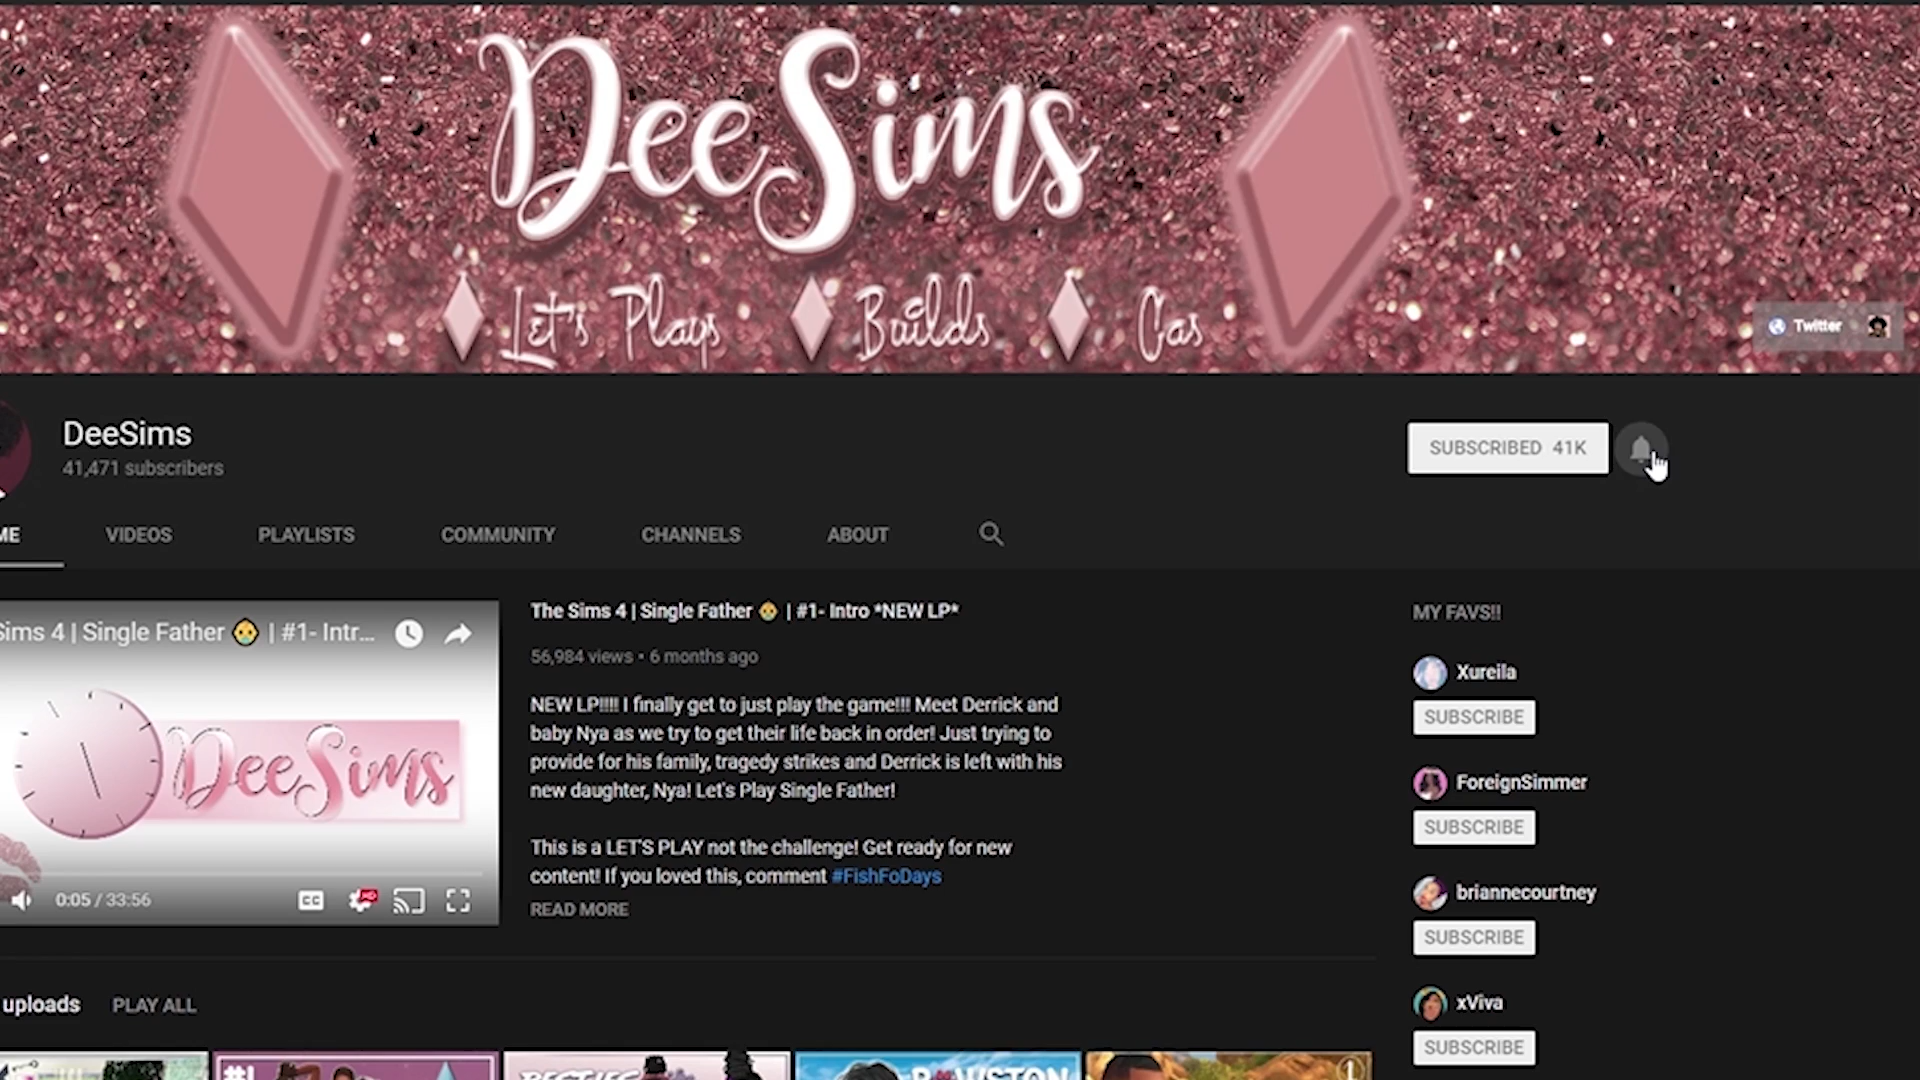 DeeSims
Let's Plays Builds Cas
Twitter
DeeSims
41,471 subscribers
SUBSCRIBED 41K
ME VIDEOS PLAYLISTS COMMUNITY CHANNELS ABOUT
Sims 4 | Single Father 👶 | #1- Intr...
DeeSims
0:05 / 33:56
CC
HD
The Sims 4 | Single Father 👶 | #1- Intro *NEW LP*
56,984 views • 6 months ago
NEW LP!!!! I finally get to just play the game!!! Meet Derrick and
baby Nya as we try to get their life back in order! Just trying to
provide for his family, tragedy strikes and Derrick is left with his
new daughter, Nya! Let's Play Single Father!
This is a LET'S PLAY not the challenge! Get ready for new
content! If you loved this, comment #FishFoDays
READ MORE
MY FAVS!!
Xureila
SUBSCRIBE
ForeignSimmer
SUBSCRIBE
briannecourtney
SUBSCRIBE
xViva
SUBSCRIBE
uploads PLAY ALL
#1